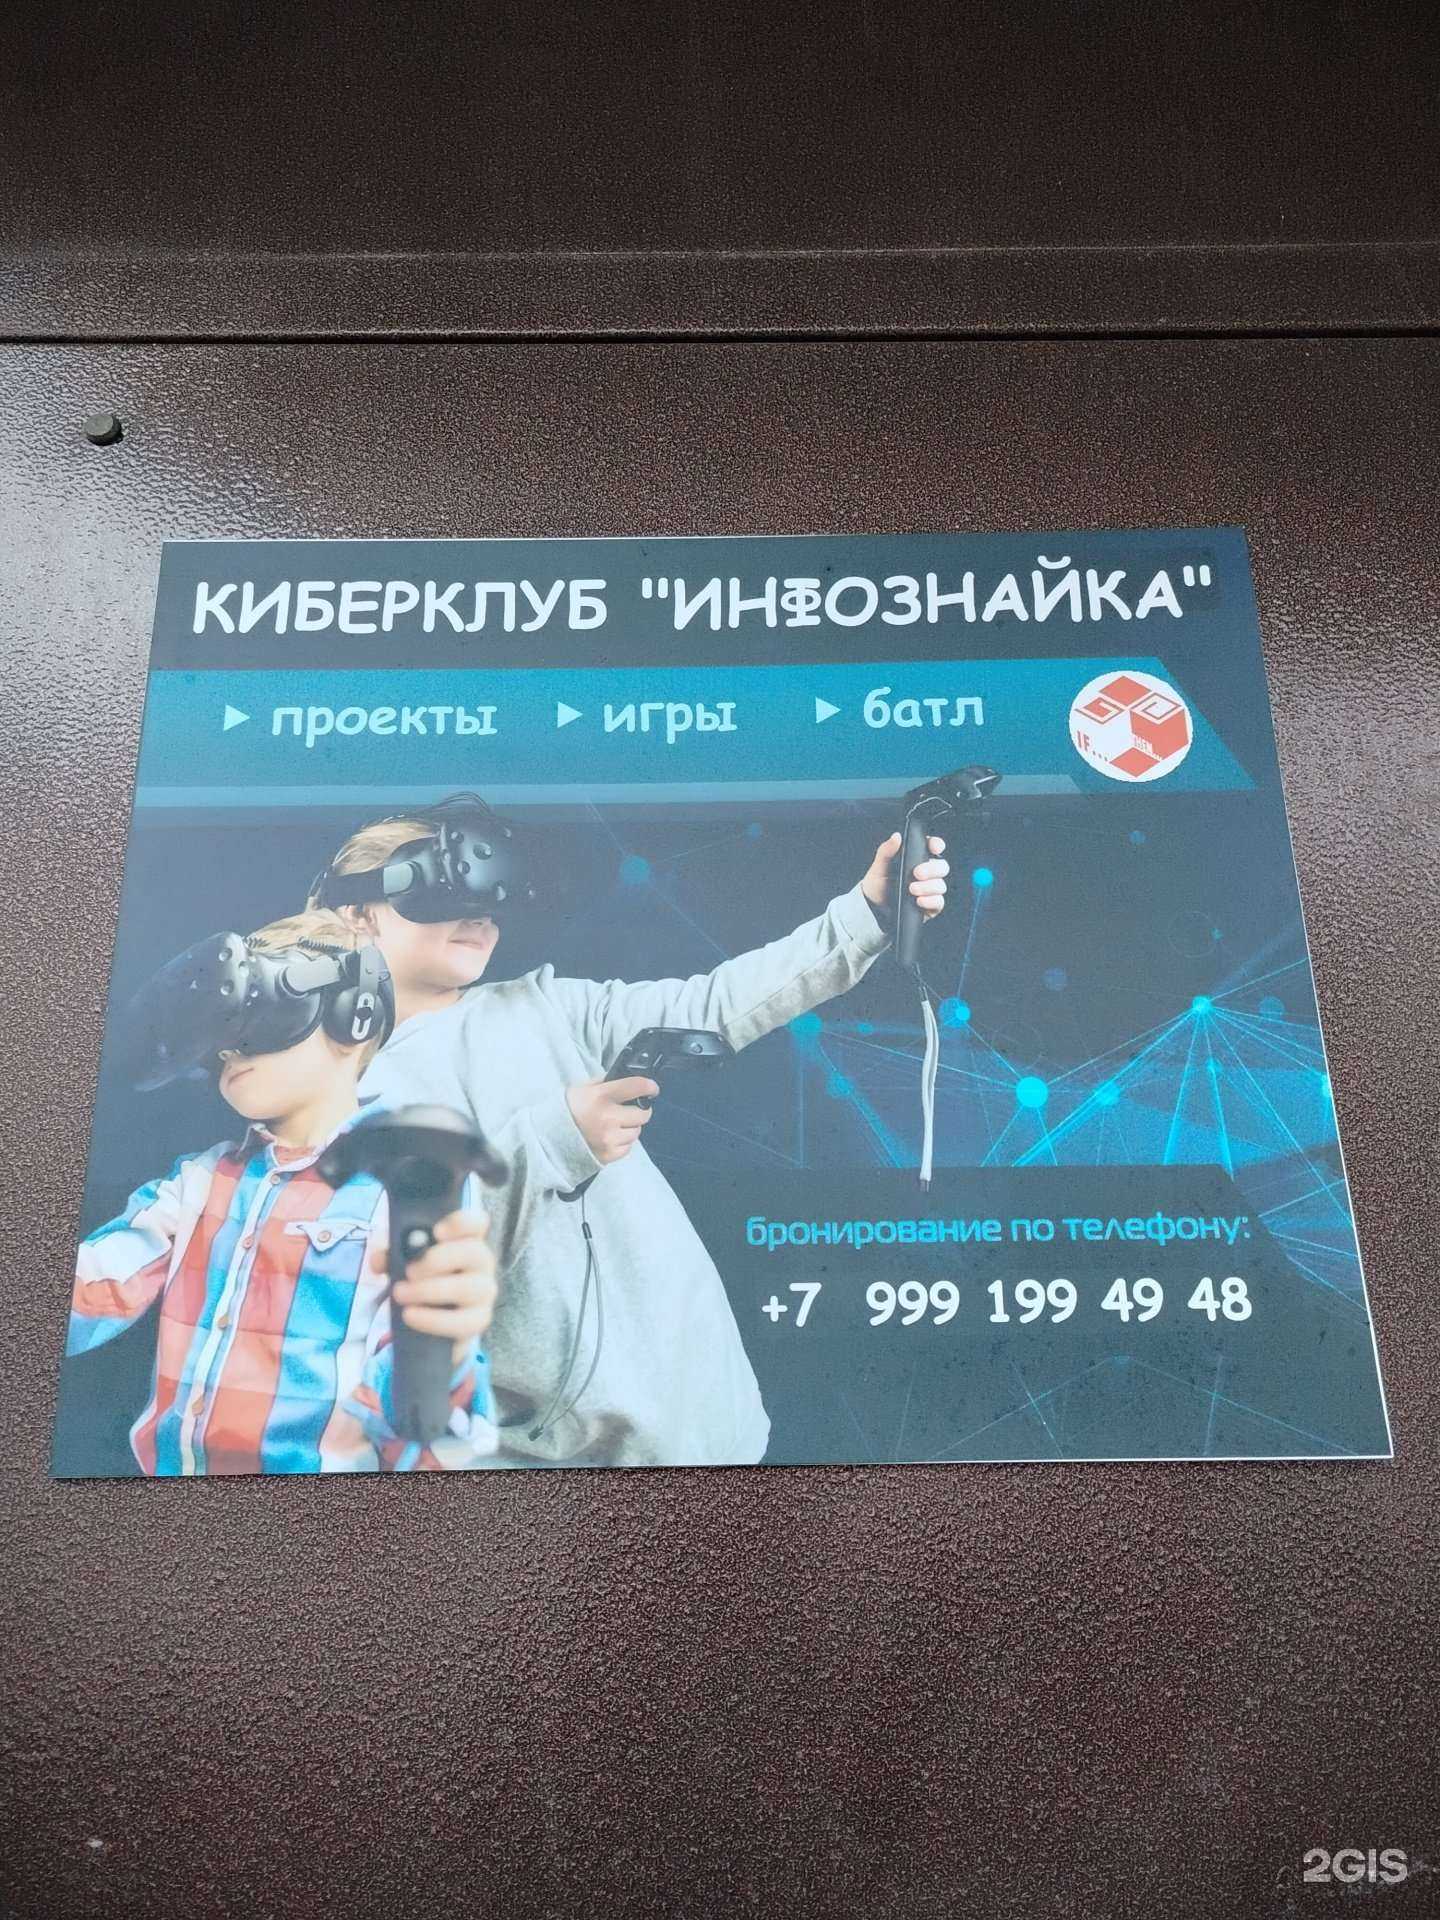 КИБЕРКЛУБ "ИНФОЗНАЙКА"
проекты игры батл
IF... THEN...
бронирование по телефону:
+7 999 199 49 48
2GIS